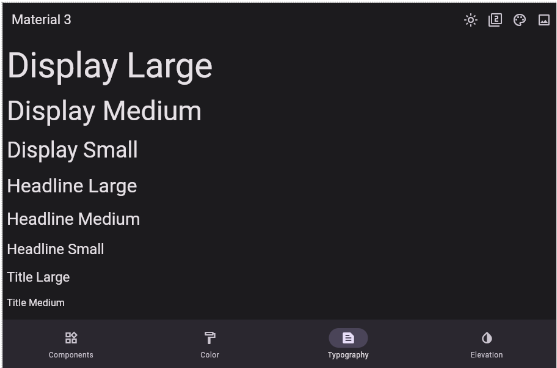 Material 3
Display Large
Display Medium
Display Small
Headline Large
Headline Medium
Headline Small
Title Large
Title Medium
Components Color Typography Elevation